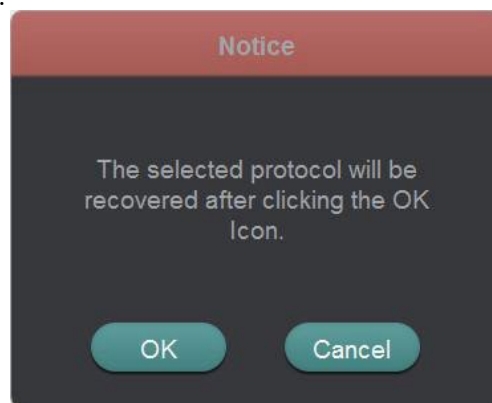 .
Notice
The selected protocol will be
recovered after clicking the OK
Icon.
OK
Cancel